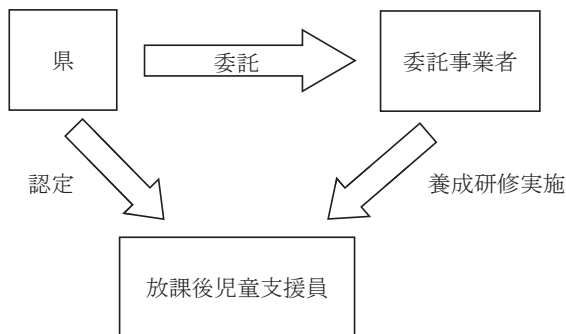 県
委託
委託事業者
認定
養成研修実施
放課後児童支援員